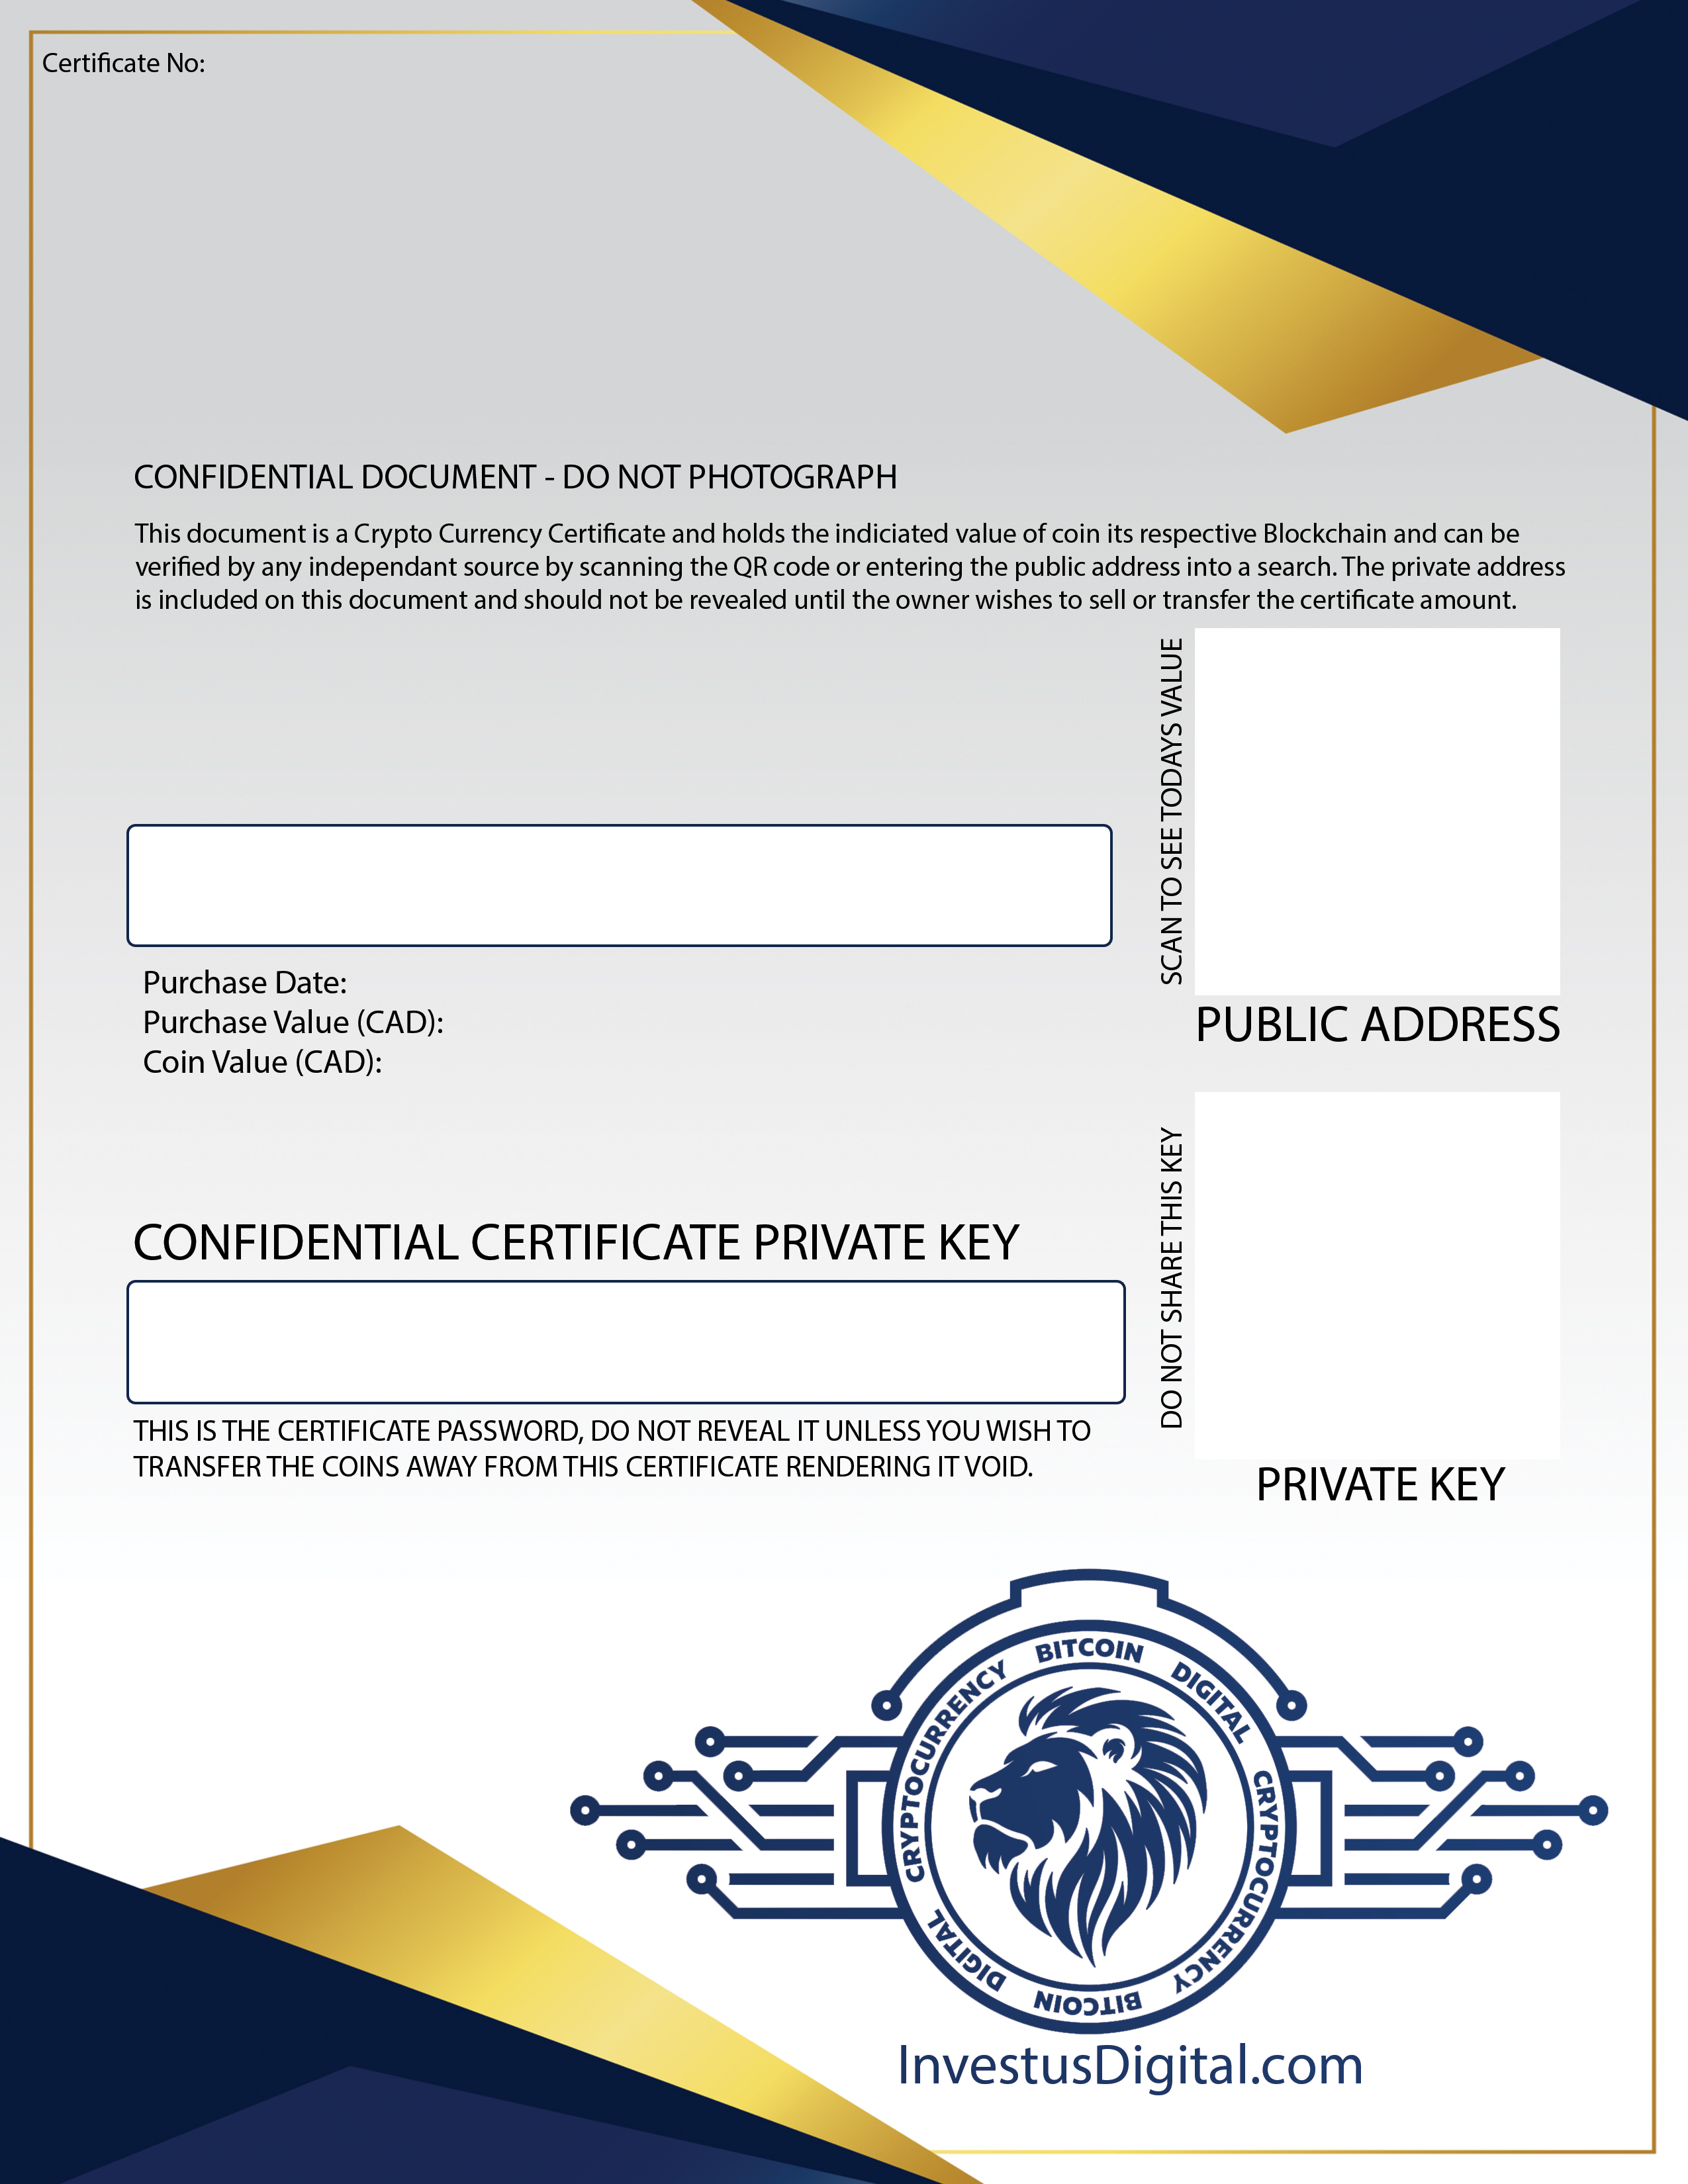 Certificate No:
CONFIDENTIAL DOCUMENT - DO NOT PHOTOGRAPH
This document is a Crypto Currency Certificate and holds the indiciated value of coin its respective Blockchain and can be
verified by any independant source by scanning the QR code or entering the public address into a search. The private address
is included on this document and should not be revealed until the owner wishes to sell or transfer the certificate amount.
SCAN TO SEE TODAYS VALUE
PUBLIC ADDRESS
Purchase Date:
Purchase Value (CAD):
Coin Value (CAD):
CONFIDENTIAL CERTIFICATE PRIVATE KEY
THIS IS THE CERTIFICATE PASSWORD, DO NOT REVEAL IT UNLESS YOU WISH TO
TRANSFER THE COINS AWAY FROM THIS CERTIFICATE RENDERING IT VOID.
DO NOT SHARE THIS KEY
PRIVATE KEY
BITCOIN DIGITAL CRYPTOCURRENCY BITCOIN DIGITAL CRYPTOCURRENCY
InvestusDigital.com